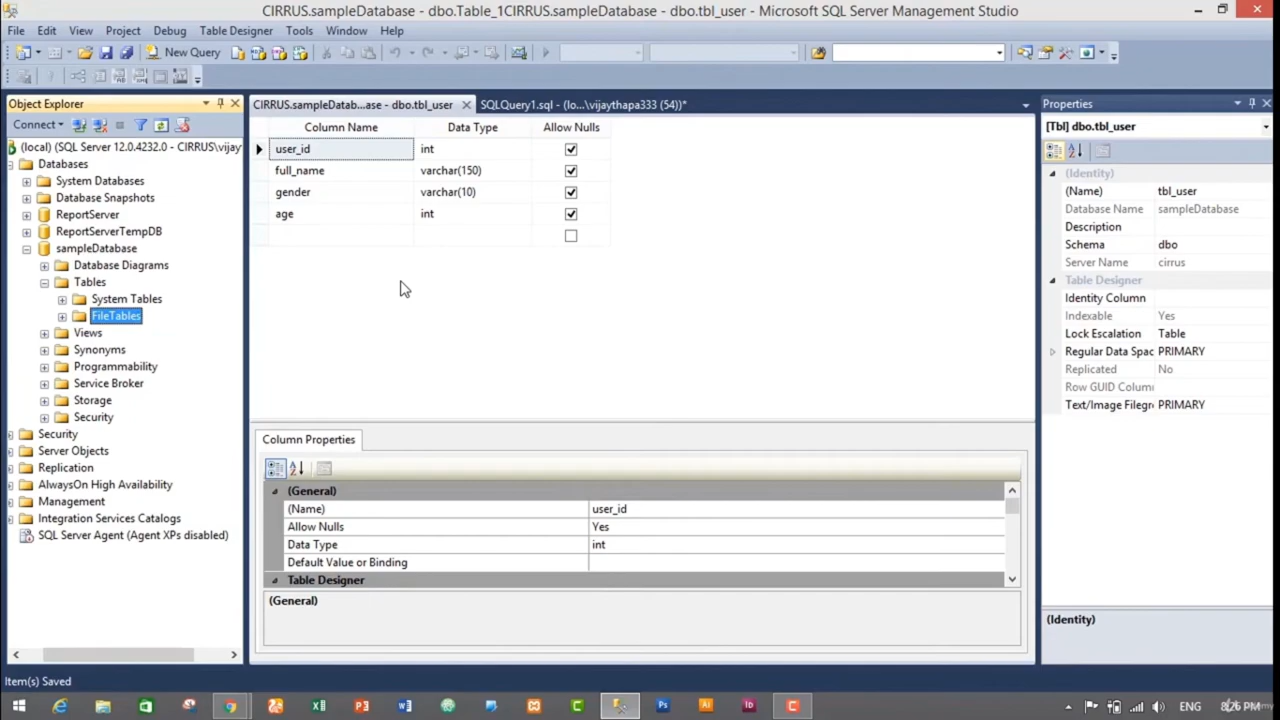 CIRRUS.sampleDatabase - dbo.Table_1CIRRUS.sampleDatabase - dbo.tbl_user - Microsoft SQL Server Management Studio
File Edit View Project Debug Table Designer Tools Window Help
New Query
Object Explorer
Connect
(local) (SQL Server 12.0.4232.0 - CIRRUS\vijay
Databases
System Databases
Database Snapshots
ReportServer
ReportServerTempDB
sampleDatabase
Database Diagrams
Tables
System Tables
FileTables
Views
Synonyms
Programmability
Service Broker
Storage
Security
Security
Server Objects
Replication
AlwaysOn High Availability
Management
Integration Services Catalogs
SQL Server Agent (Agent XPs disabled)
CIRRUS.sampleDatab...ase - dbo.tbl_user SQLQuery1.sql - (lo...\vijaythapa333 (54))*
Column Name Data Type Allow Nulls
user_id int
full_name varchar(150)
gender varchar(10)
age int
Column Properties
(General)
(Name) user_id
Allow Nulls Yes
Data Type int
Default Value or Binding
Table Designer
(General)
Properties
[Tbl] dbo.tbl_user
(Identity)
(Name) tbl_user
Database Name sampleDatabase
Description
Schema dbo
Server Name cirrus
Table Designer
Identity Column
Indexable Yes
Lock Escalation Table
Regular Data Spac PRIMARY
Replicated No
Row GUID Column
Text/Image Filegr PRIMARY
(Identity)
Item(s) Saved
ENG 8:26 PM